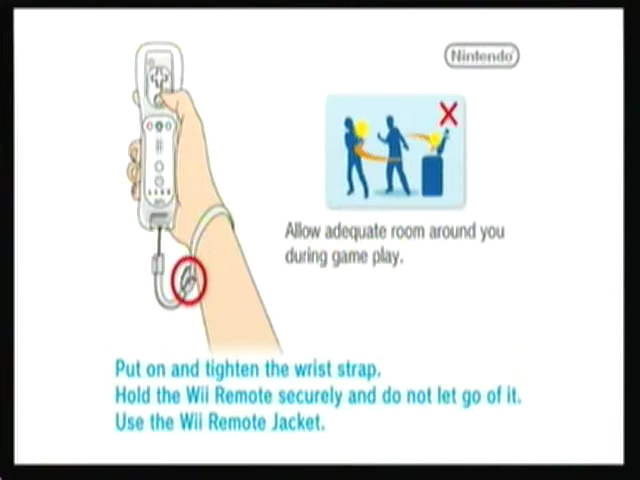 Nintendo
Allow adequate room around you
during game play.
Put on and tighten the wrist strap.
Hold the Wii Remote securely and do not let go of it.
Use the Wii Remote Jacket.